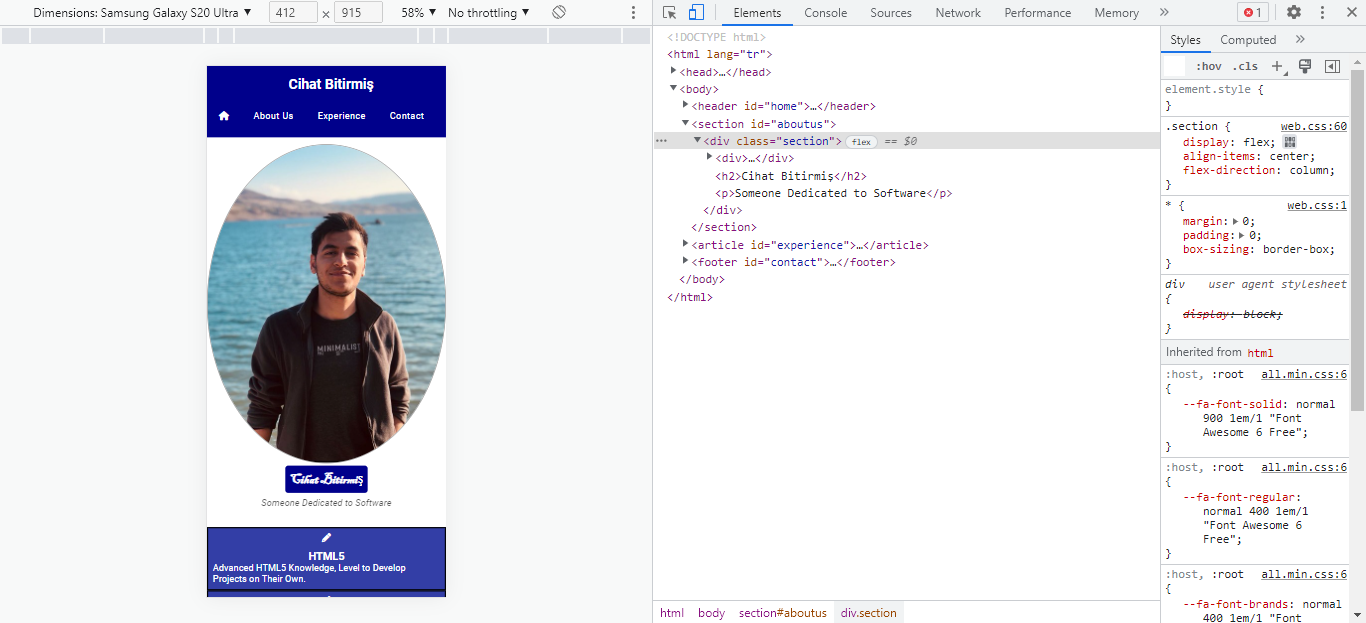 Dimensions: Samsung Galaxy S20 Ultra ▼ 412 × 915 58% ▼ No throttling ▼
Elements Console Sources Network Performance Memory » 1
Cihat Bitirmiş
About Us Experience Contact
MINIMALIST
Cihat Bitirmiş
Someone Dedicated to Software
HTML5
Advanced HTML5 Knowledge, Level to Develop
Projects on Their Own.
<!DOCTYPE html>
<html lang="tr">
<head>…</head>
<body>
<header id="home">…</header>
<section id="aboutus">
<div class="section"> flex == $0
<div>…</div>
<h2>Cihat Bitirmiş</h2>
<p>Someone Dedicated to Software</p>
</div>
</section>
<article id="experience">…</article>
<footer id="contact">…</footer>
</body>
</html>
html body section#aboutus div.section
Styles Computed »
:hov .cls +
element.style {
}
.section { web.css:60
display: flex;
align-items: center;
flex-direction: column;
}
* { web.css:1
margin: 0;
padding: 0;
box-sizing: border-box;
}
div user agent stylesheet
{
display: block;
}
Inherited from html
:host, :root all.min.css:6
{
--fa-font-solid: normal
900 1em/1 "Font
Awesome 6 Free";
}
:host, :root all.min.css:6
{
--fa-font-regular:
normal 400 1em/1
"Font Awesome 6
Free";
}
:host, :root all.min.css:6
{
--fa-font-brands: normal
400 1em/1 "Font